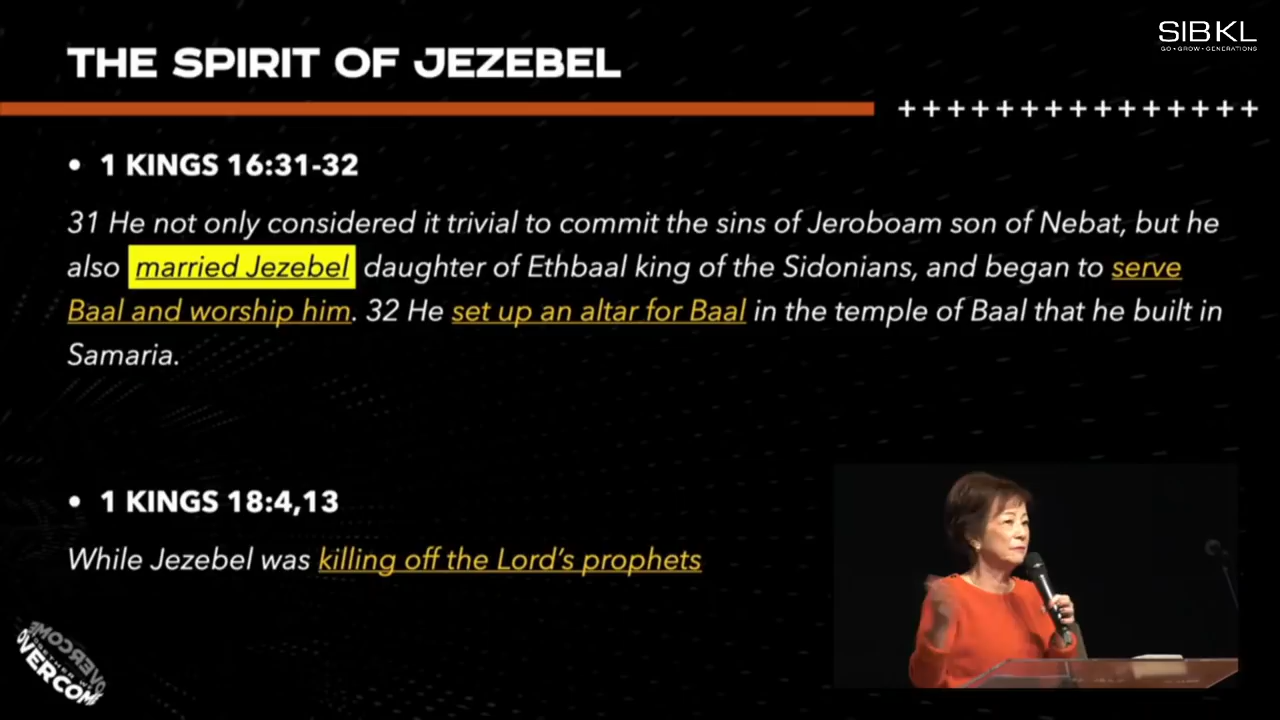 SIBKL
GO • GROW • GENERATIONS
THE SPIRIT OF JEZEBEL
+++++++++++++++
• 1 KINGS 16:31-32
31 He not only considered it trivial to commit the sins of Jeroboam son of Nebat, but he
also married Jezebel daughter of Ethbaal king of the Sidonians, and began to serve
Baal and worship him. 32 He set up an altar for Baal in the temple of Baal that he built in
Samaria.
• 1 KINGS 18:4,13
While Jezebel was killing off the Lord’s prophets
OVERCOME